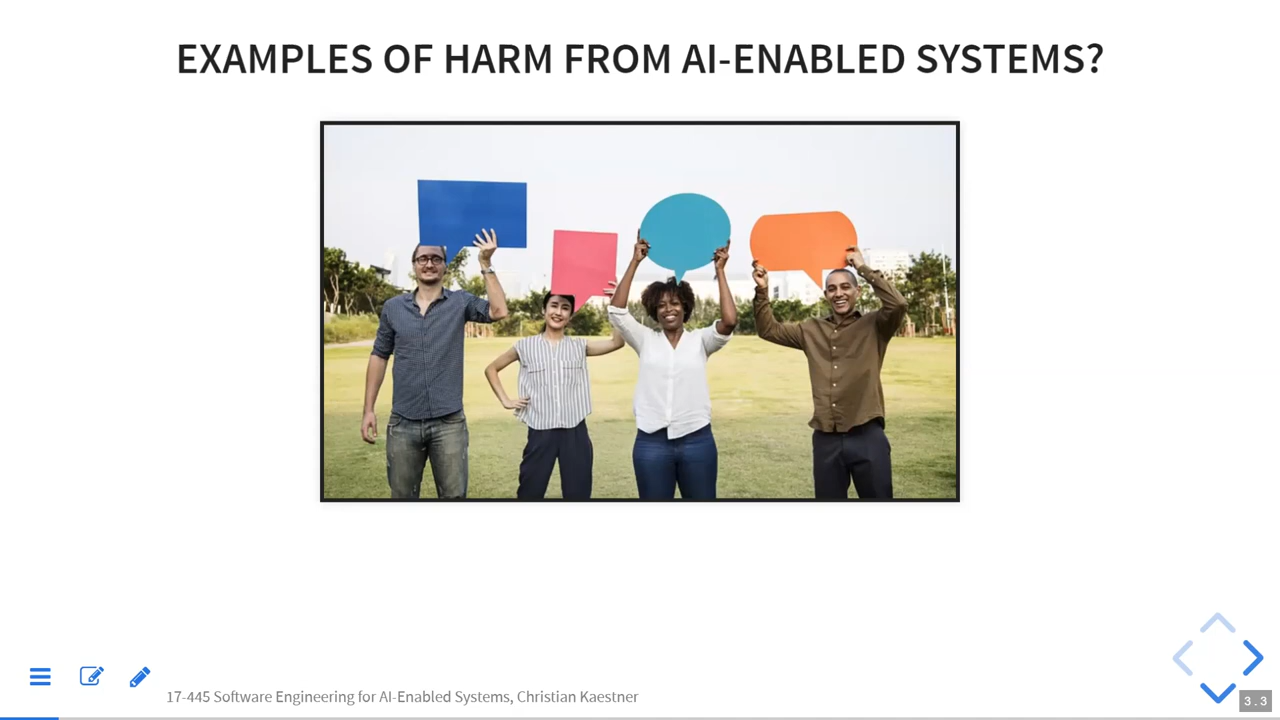 EXAMPLES OF HARM FROM AI-ENABLED SYSTEMS?
17-445 Software Engineering for AI-Enabled Systems, Christian Kaestner
3.3